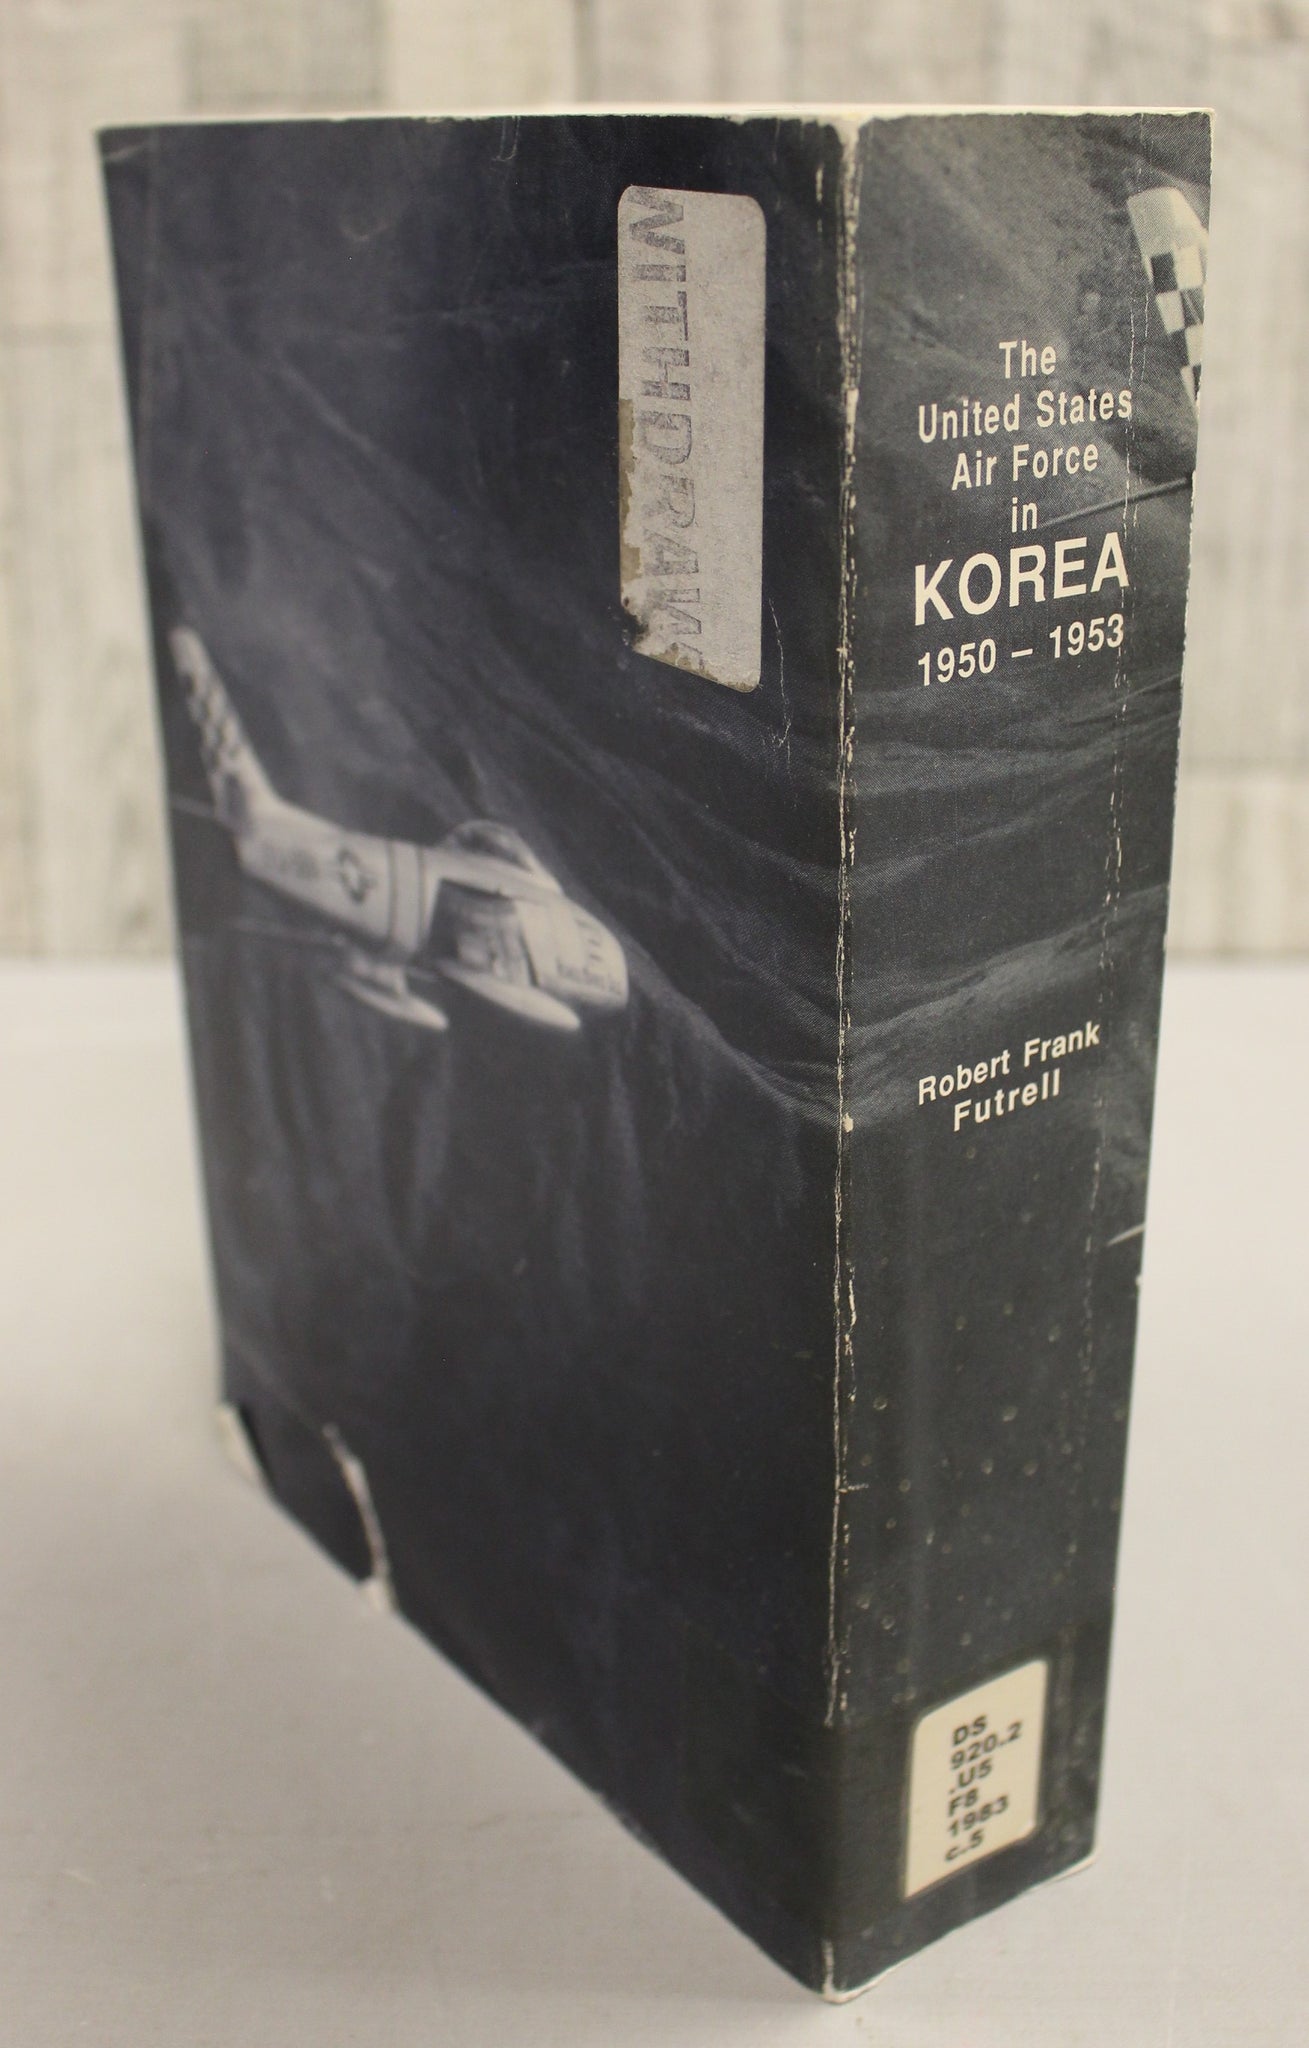 WITHDRAW
The
United States
Air Force
in
KOREA
1950 – 1953
Robert Frank
Futrell
DS
920.2
.U5
F8
1983
c.5